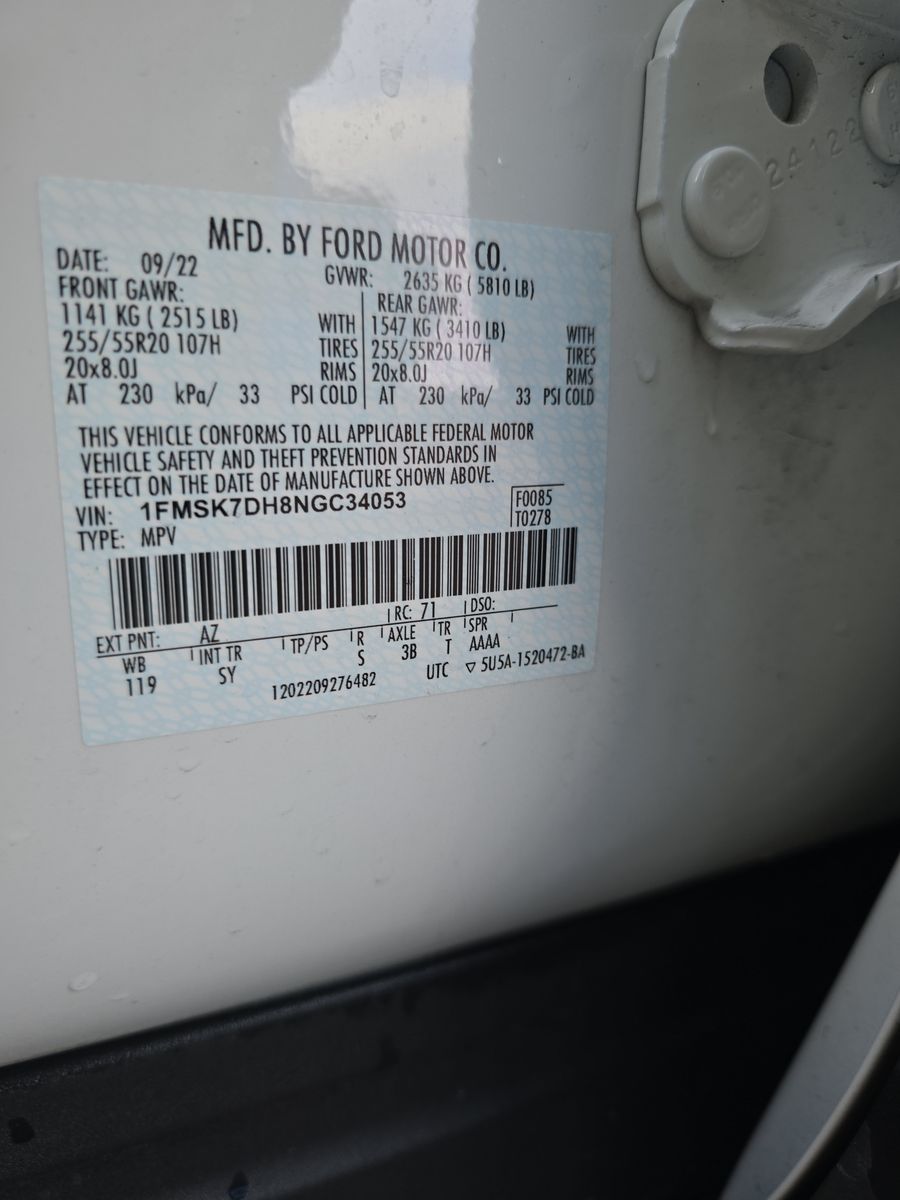 MFD. BY FORD MOTOR CO.
DATE: 09/22 GVWR: 2635 KG ( 5810 LB)
FRONT GAWR: REAR GAWR:
1141 KG ( 2515 LB) WITH 1547 KG ( 3410 LB) WITH
255/55R20 107H TIRES 255/55R20 107H TIRES
20x8.0J RIMS 20x8.0J RIMS
AT 230 kPa/ 33 PSI COLD AT 230 kPa/ 33 PSI COLD
THIS VEHICLE CONFORMS TO ALL APPLICABLE FEDERAL MOTOR
VEHICLE SAFETY AND THEFT PREVENTION STANDARDS IN
EFFECT ON THE DATE OF MANUFACTURE SHOWN ABOVE.
VIN: 1FMSK7DH8NGC34053 F0085
TYPE: MPV T0278
EXT PNT: AZ RC: 71 DSO:
WB INT TR TP/PS R AXLE TR SPR
119 SY S 3B T AAAA
1202209276482 UTC ▽ 5U5A-1520472-BA
24122